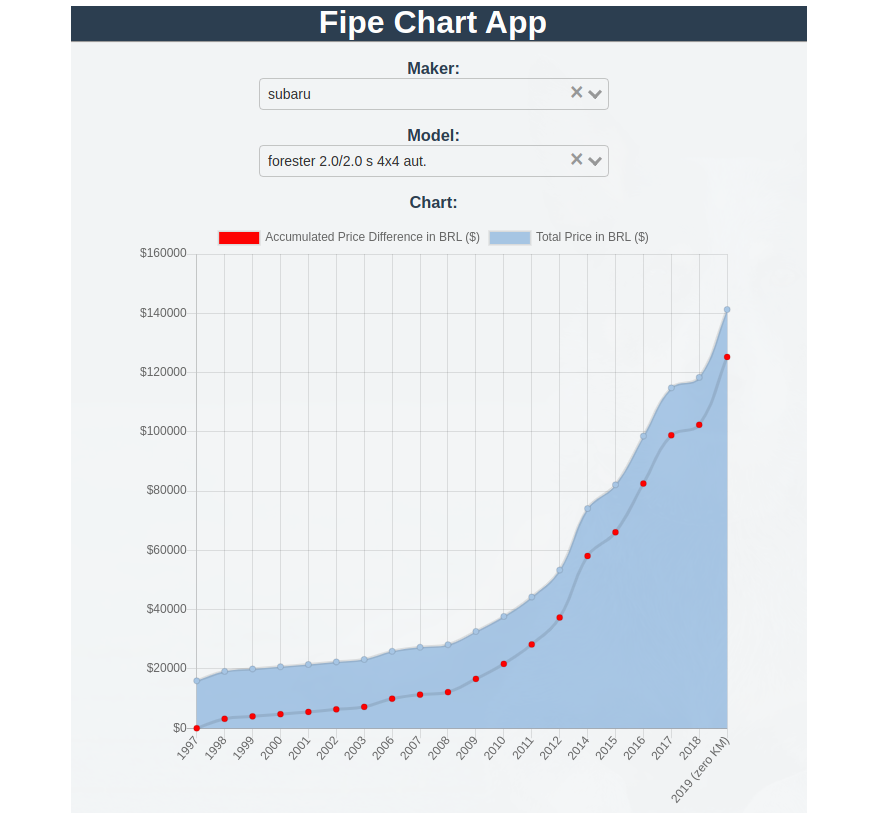 Fipe Chart App
Maker:
subaru
Model:
forester 2.0/2.0 s 4x4 aut.
Chart:
Accumulated Price Difference in BRL ($) Total Price in BRL ($)
$160000
$140000
$120000
$100000
$80000
$60000
$40000
$20000
$0
1997 1998 1999 2000 2001 2002 2003 2006 2007 2008 2009 2010 2011 2012 2014 2015 2016 2017 2018 2019 (zero KM)